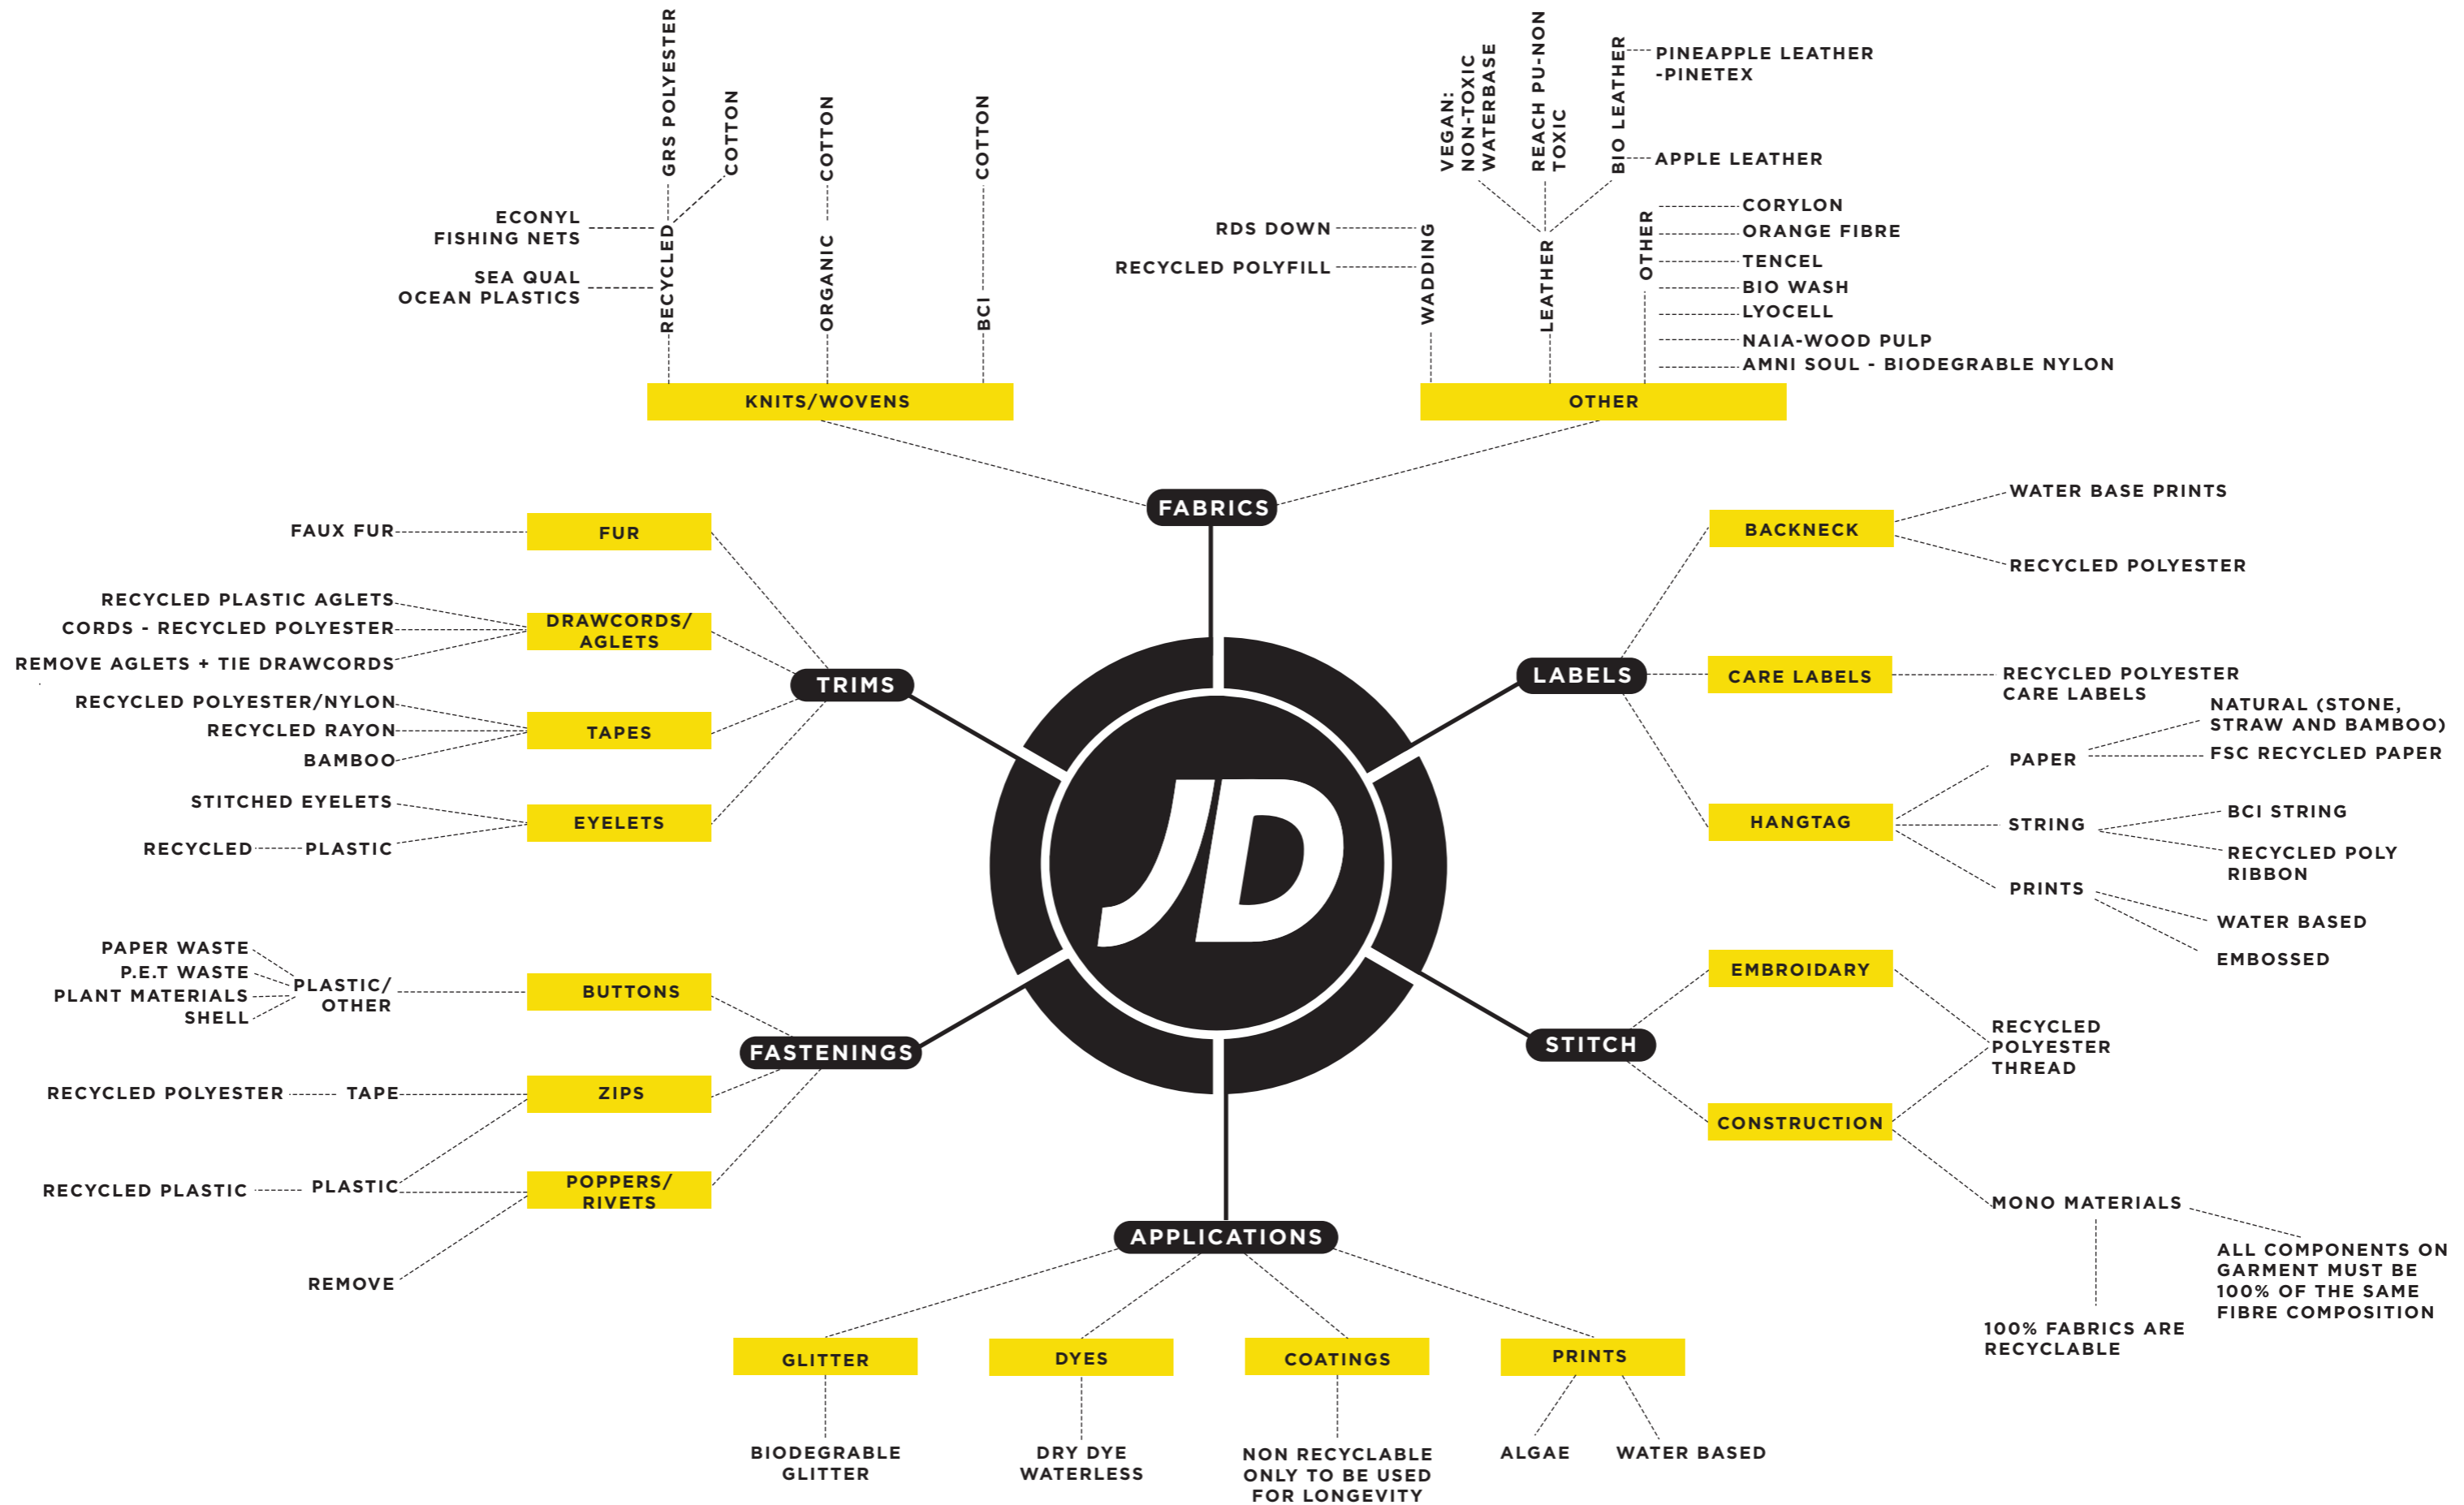 GRS POLYESTER
COTTON
COTTON
COTTON
ECONYL
FISHING NETS
SEA QUAL
OCEAN PLASTICS
RECYCLED
ORGANIC
BCI
KNITS/WOVENS
VEGAN:
NON-TOXIC
WATERBASE
REACH PU-NON
TOXIC
BIO LEATHER
PINEAPPLE LEATHER
-PINETEX
APPLE LEATHER
RDS DOWN
RECYCLED POLYFILL
WADDING
LEATHER
OTHER
CORYLON
ORANGE FIBRE
TENCEL
BIO WASH
LYOCELL
NAIA-WOOD PULP
AMNI SOUL - BIODEGRABLE NYLON
OTHER
FABRICS
FAUX FUR
FUR
RECYCLED PLASTIC AGLETS
CORDS - RECYCLED POLYESTER
REMOVE AGLETS + TIE DRAWCORDS
DRAWCORDS/
AGLETS
TRIMS
RECYCLED POLYESTER/NYLON
RECYCLED RAYON
BAMBOO
TAPES
STITCHED EYELETS
RECYCLED
PLASTIC
EYELETS
BACKNECK
WATER BASE PRINTS
RECYCLED POLYESTER
LABELS
CARE LABELS
RECYCLED POLYESTER
CARE LABELS
NATURAL (STONE,
STRAW AND BAMBOO)
PAPER
FSC RECYCLED PAPER
HANGTAG
STRING
BCI STRING
RECYCLED POLY
RIBBON
PRINTS
WATER BASED
EMBOSSED
JD
PAPER WASTE
P.E.T WASTE
PLANT MATERIALS
SHELL
PLASTIC/
OTHER
BUTTONS
FASTENINGS
RECYCLED POLYESTER
TAPE
ZIPS
RECYCLED PLASTIC
PLASTIC
POPPERS/
RIVETS
REMOVE
EMBROIDARY
STITCH
RECYCLED
POLYESTER
THREAD
CONSTRUCTION
MONO MATERIALS
ALL COMPONENTS ON
GARMENT MUST BE
100% OF THE SAME
FIBRE COMPOSITION
100% FABRICS ARE
RECYCLABLE
APPLICATIONS
GLITTER
DYES
COATINGS
PRINTS
BIODEGRABLE
GLITTER
DRY DYE
WATERLESS
NON RECYCLABLE
ONLY TO BE USED
FOR LONGEVITY
ALGAE
WATER BASED